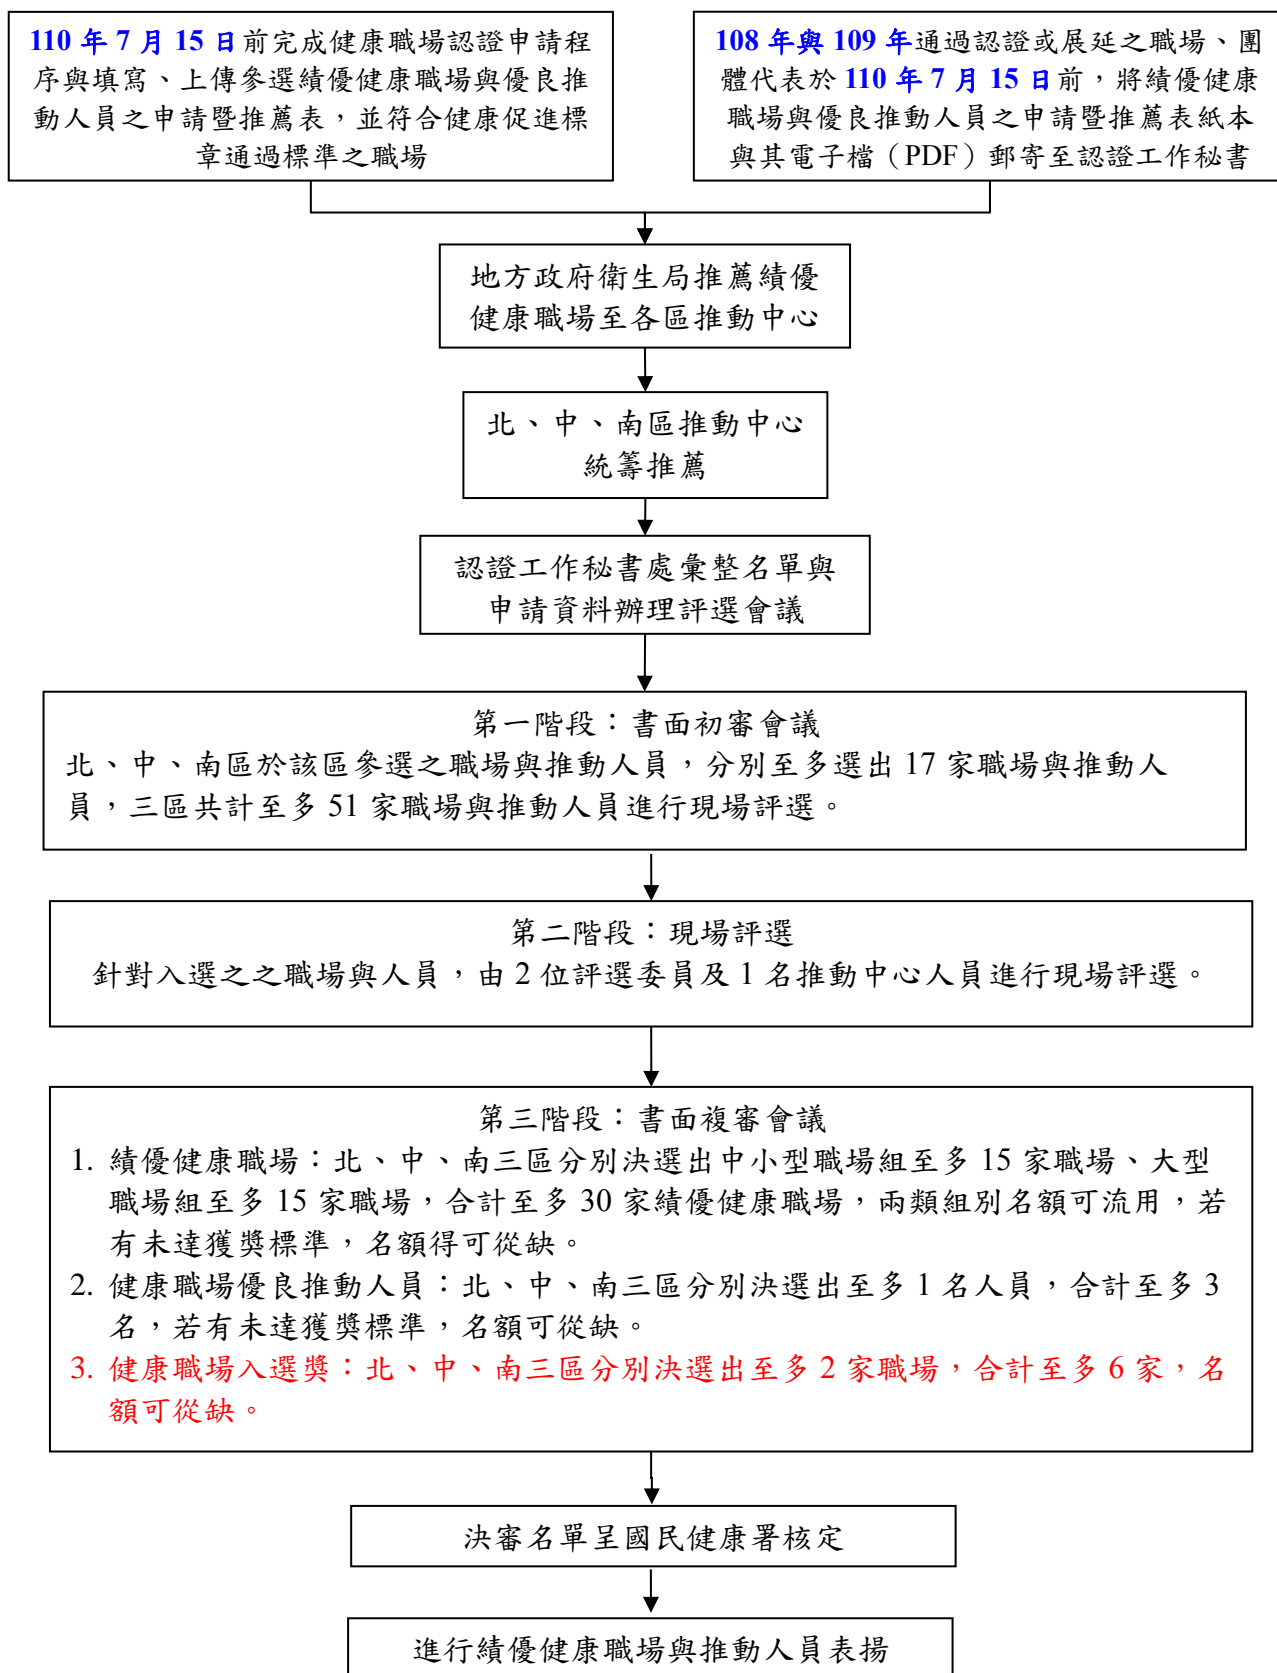 110 年 7 月 15 日前完成健康職場認證申請程
序與填寫、上傳參選績優健康職場與優良推
動人員之申請暨推薦表，並符合健康促進標
章通過標準之職場
108 年與 109 年通過認證或展延之職場、團
體代表於 110 年 7 月 15 日前，將績優健康
職場與優良推動人員之申請暨推薦表紙本
與其電子檔（PDF）郵寄至認證工作秘書
地方政府衛生局推薦績優
健康職場至各區推動中心
北、中、南區推動中心
統籌推薦
認證工作秘書處彙整名單與
申請資料辦理評選會議
第一階段：書面初審會議
北、中、南區於該區參選之職場與推動人員，分別至多選出 17 家職場與推動人
員，三區共計至多 51 家職場與推動人員進行現場評選。
第二階段：現場評選
針對入選之之職場與人員，由 2 位評選委員及 1 名推動中心人員進行現場評選。
第三階段：書面複審會議
1. 績優健康職場：北、中、南三區分別決選出中小型職場組至多 15 家職場、大型
職場組至多 15 家職場，合計至多 30 家績優健康職場，兩類組別名額可流用，若
有未達獲獎標準，名額得可從缺。
2. 健康職場優良推動人員：北、中、南三區分別決選出至多 1 名人員，合計至多 3
名，若有未達獲獎標準，名額可從缺。
3. 健康職場入選獎：北、中、南三區分別決選出至多 2 家職場，合計至多 6 家，名
額可從缺。
決審名單呈國民健康署核定
進行績優健康職場與推動人員表揚